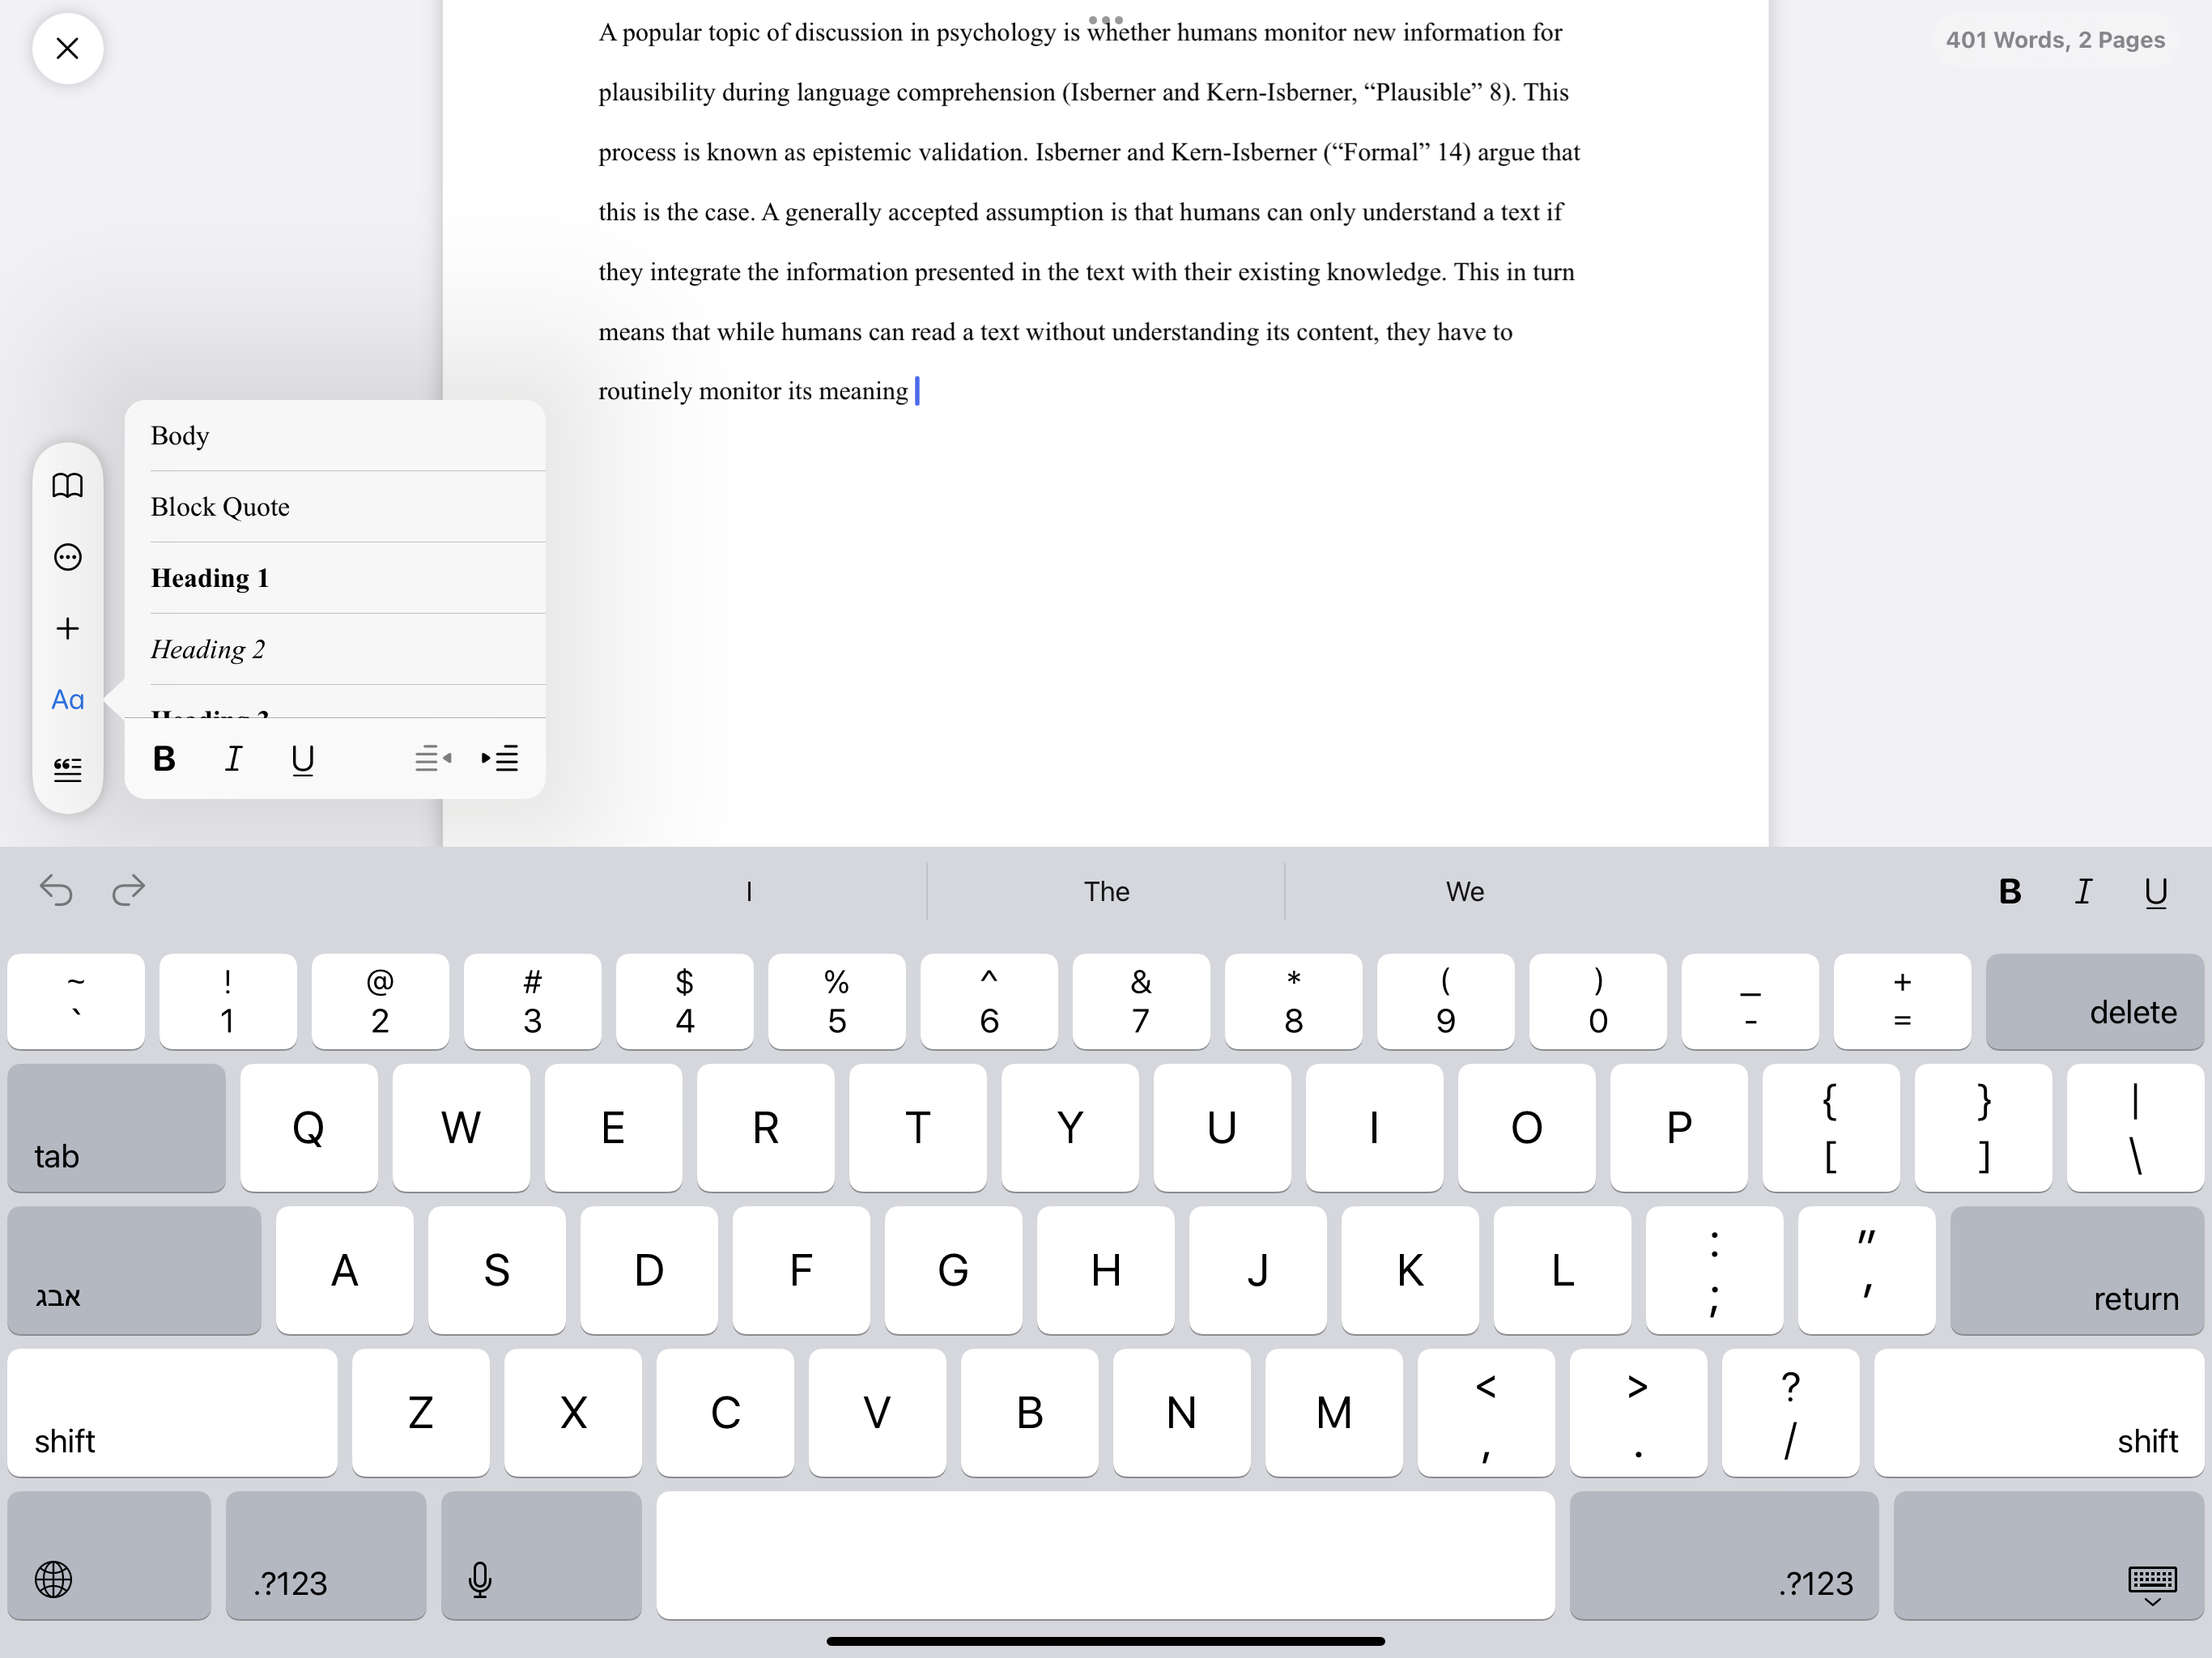 A popular topic of discussion in psychology is whether humans monitor new information for
plausibility during language comprehension (Isberner and Kern-Isberner, “Plausible” 8). This
process is known as epistemic validation. Isberner and Kern-Isberner (“Formal” 14) argue that
this is the case. A generally accepted assumption is that humans can only understand a text if
they integrate the information presented in the text with their existing knowledge. This in turn
means that while humans can read a text without understanding its content, they have to
routinely monitor its meaning
401 Words, 2 Pages
Body
Block Quote
Heading 1
Heading 2
Aa
B I U
I The We
B I U
~ ! @ # $ % ^ & * ( ) _ +
` 1 2 3 4 5 6 7 8 9 0 - = delete
tab Q W E R T Y U I O P { [ } ] | \
אבג A S D F G H J K L : ; " ' return
shift Z X C V B N M < , > . ? / shift
.?123 .?123